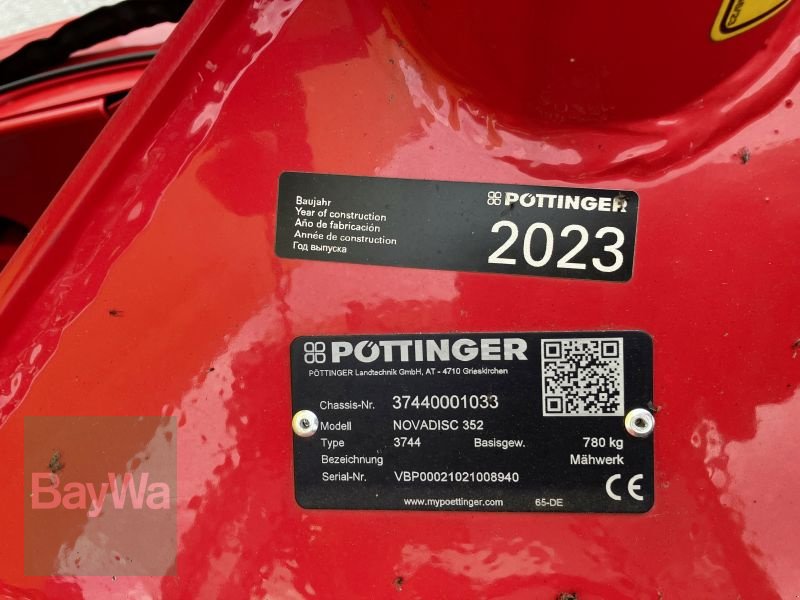 Baujahr
Year of construction
Año de fabricación
Année de construction
Год выпуска
PÖTTINGER
2023
PÖTTINGER
PÖTTINGER Landtechnik GmbH, AT - 4710 Grieskirchen
Chassis-Nr. 37440001033
Modell NOVADISC 352
Type 3744 Basisgew. 780 kg
Bezeichnung Mähwerk
Serial-Nr. VBP00021021008940
CE
www.mypoettinger.com 65-DE
BayWa